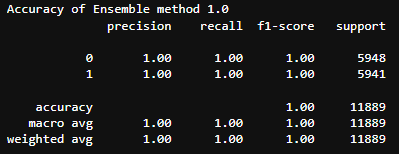 Accuracy of Ensemble method 1.0
precision recall f1-score support
0 1.00 1.00 1.00 5948
1 1.00 1.00 1.00 5941
accuracy 1.00 11889
macro avg 1.00 1.00 1.00 11889
weighted avg 1.00 1.00 1.00 11889